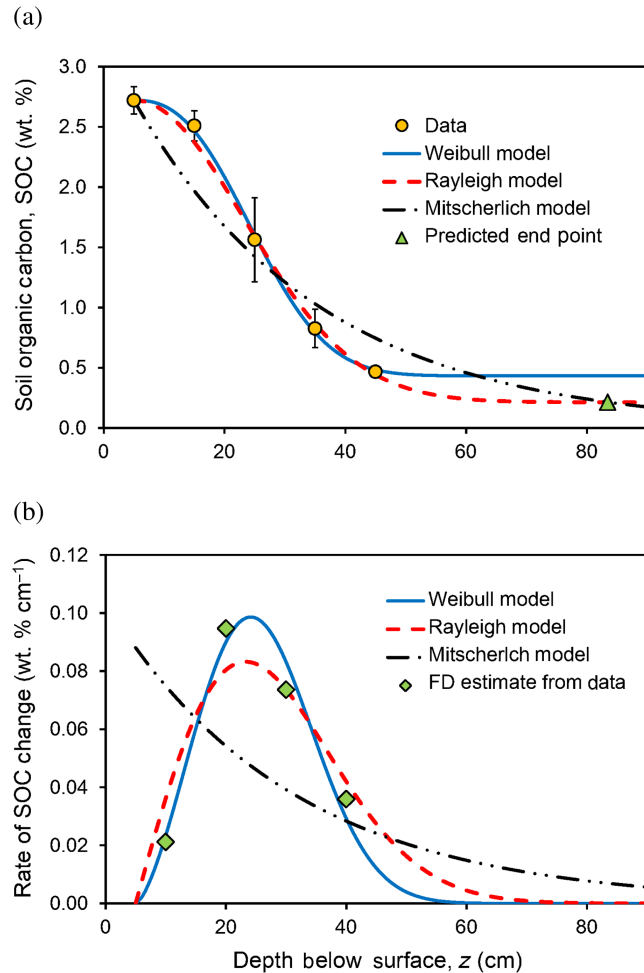 (a)
Soil organic carbon, SOC (wt. %)
3.0
2.5
2.0
1.5
1.0
0.5
0.0
Data
Weibull model
Rayleigh model
Mitscherlich model
Predicted end point
0 20 40 60 80
(b)
Rate of SOC change (wt. % cm⁻¹)
0.12
0.10
0.08
0.06
0.04
0.02
0.00
Weibull model
Rayleigh model
Mitscherlch model
FD estimate from data
0 20 40 60 80
Depth below surface, z (cm)